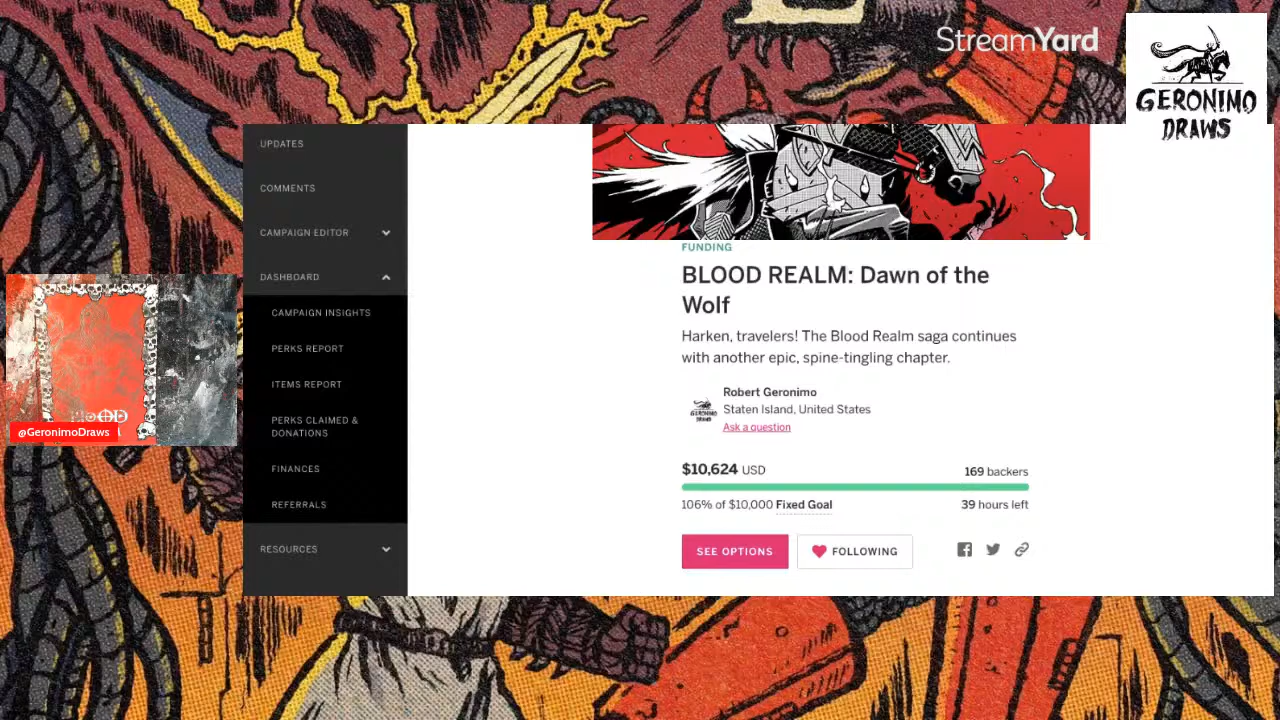 StreamYard
GERONIMO
DRAWS
UPDATES
COMMENTS
CAMPAIGN EDITOR
DASHBOARD
CAMPAIGN INSIGHTS
PERKS REPORT
ITEMS REPORT
PERKS CLAIMED &
DONATIONS
FINANCES
REFERRALS
RESOURCES
FUNDING
BLOOD REALM: Dawn of the
Wolf
Harken, travelers! The Blood Realm saga continues
with another epic, spine-tingling chapter.
GERONIMO
DRAWS
Robert Geronimo
Staten Island, United States
Ask a question
$10,624 USD
169 backers
106% of $10,000 Fixed Goal
39 hours left
SEE OPTIONS
FOLLOWING
@GeronimoDraws